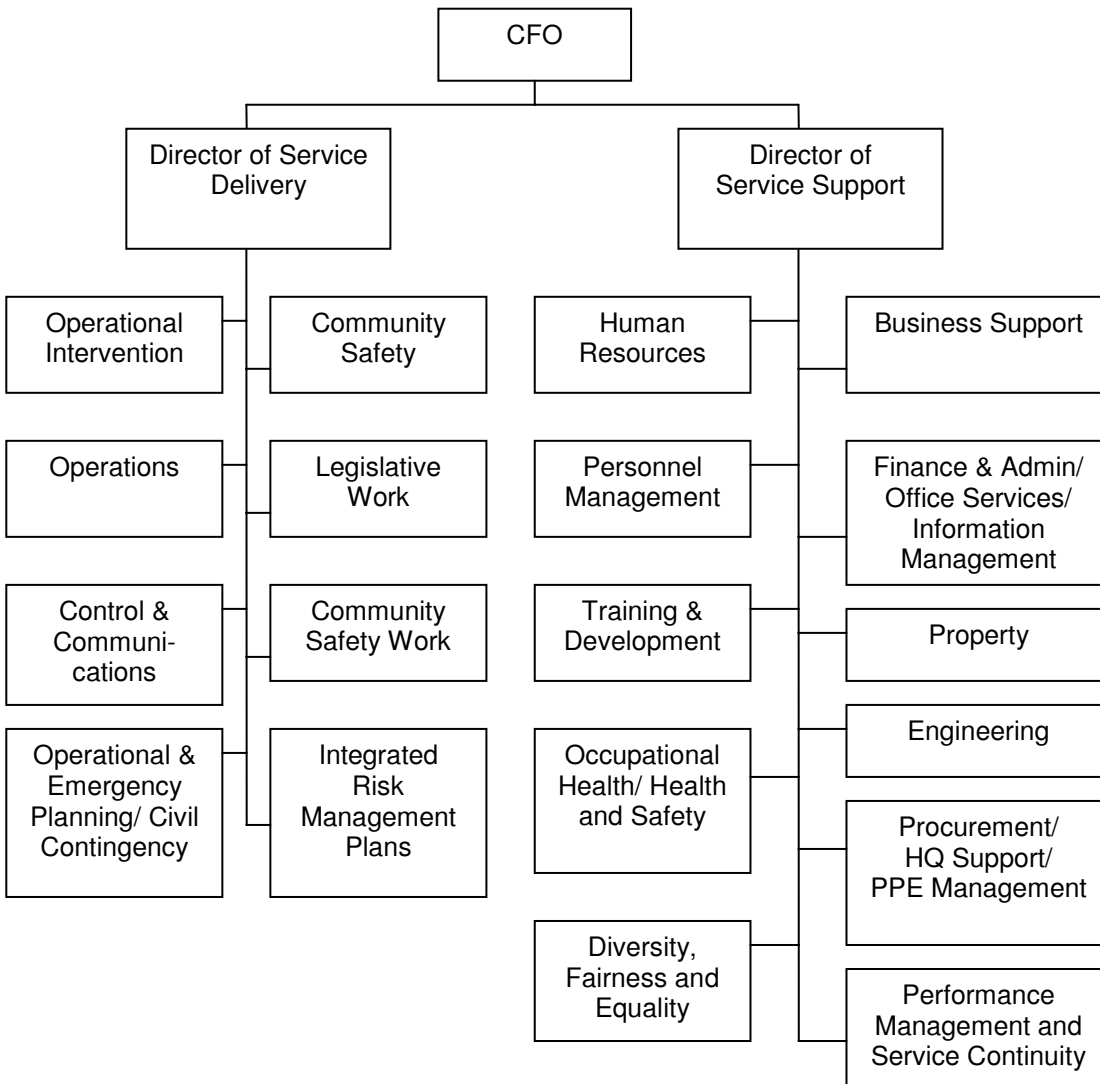 CFO
Director of Service
Delivery
Director of
Service Support
Operational
Intervention
Community
Safety
Human
Resources
Business Support
Operations
Legislative
Work
Personnel
Management
Finance & Admin/
Office Services/
Information
Management
Control &
Communi-
cations
Community
Safety Work
Training &
Development
Property
Engineering
Operational &
Emergency
Planning/ Civil
Contingency
Integrated
Risk
Management
Plans
Occupational
Health/ Health
and Safety
Procurement/
HQ Support/
PPE Management
Diversity,
Fairness and
Equality
Performance
Management and
Service Continuity